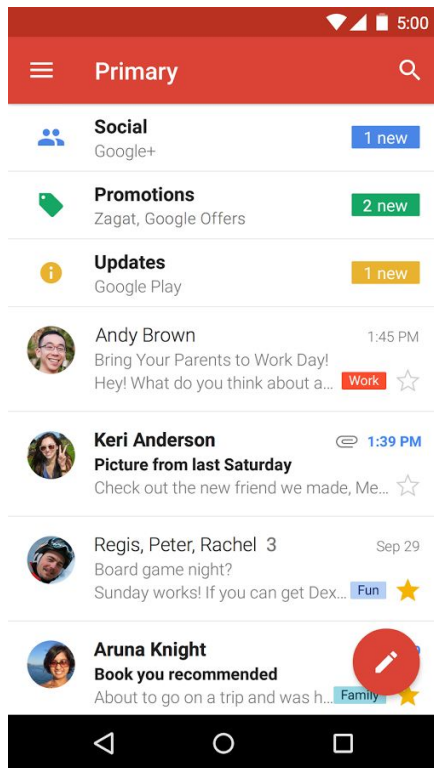 5:00
Primary
Social
Google+
1 new
Promotions
Zagat, Google Offers
2 new
Updates
Google Play
1 new
Andy Brown
1:45 PM
Bring Your Parents to Work Day!
Hey! What do you think about a...
Work
Keri Anderson
1:39 PM
Picture from last Saturday
Check out the new friend we made, Me...
Regis, Peter, Rachel 3
Sep 29
Board game night?
Sunday works! If you can get Dex...
Fun
Aruna Knight
Book you recommended
About to go on a trip and was h...
Family